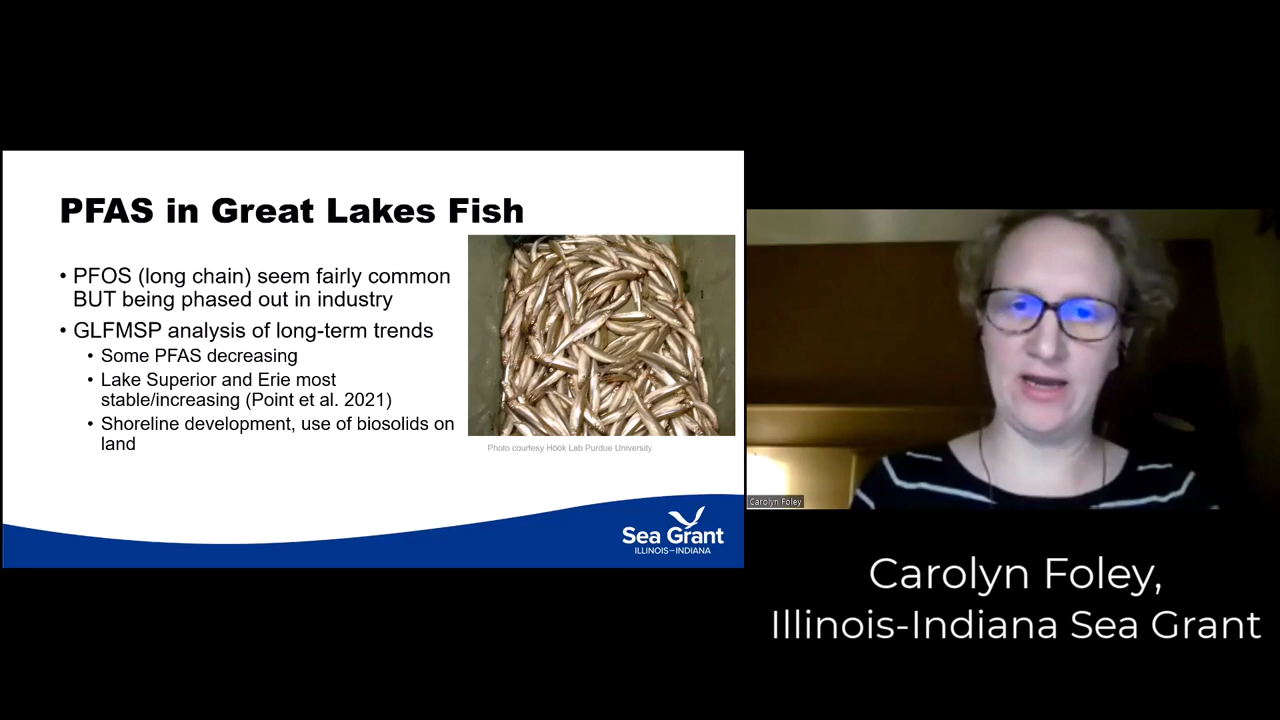 PFAS in Great Lakes Fish
• PFOS (long chain) seem fairly common
BUT being phased out in industry
• GLFMSP analysis of long-term trends
• Some PFAS decreasing
• Lake Superior and Erie most
stable/increasing (Point et al. 2021)
• Shoreline development, use of biosolids on
land
Photo courtesy Höök Lab Purdue University
Sea Grant
ILLINOIS–INDIANA
Carolyn Foley
Carolyn Foley,
Illinois-Indiana Sea Grant